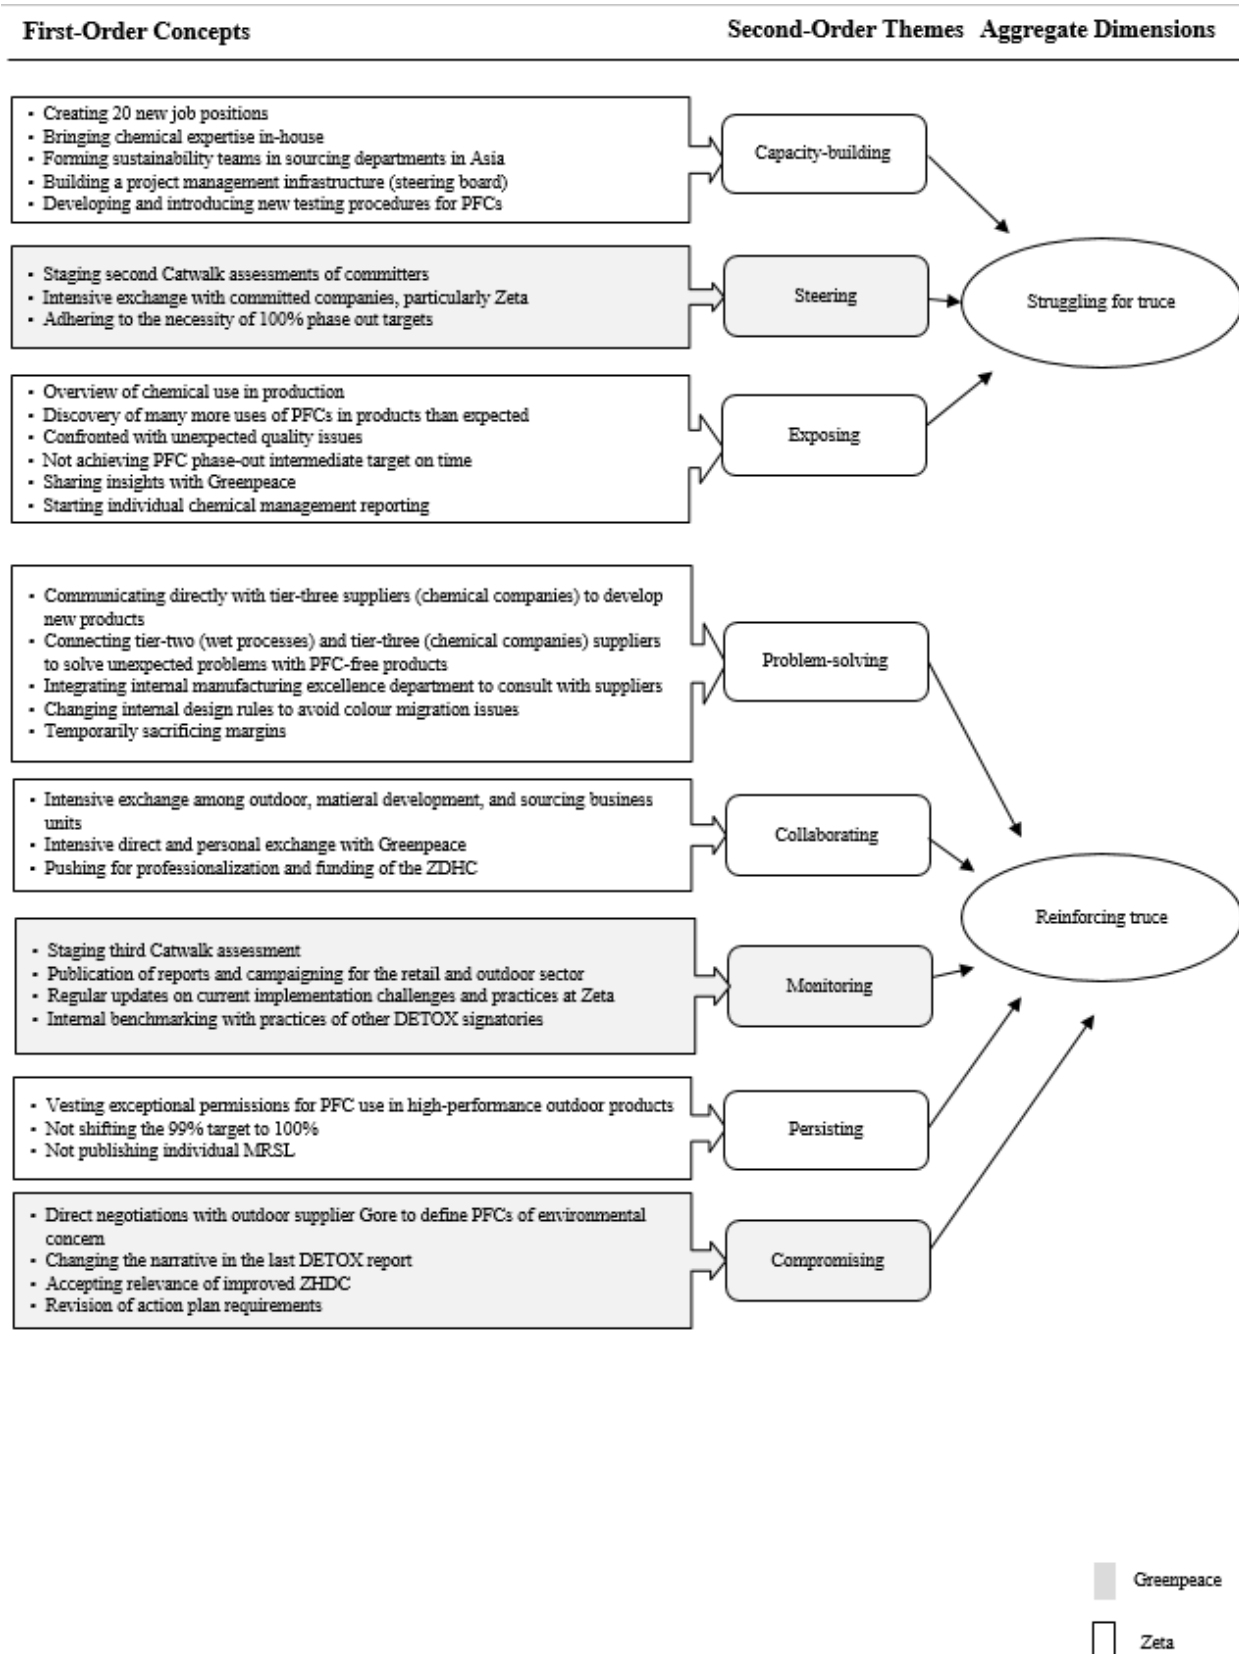 First-Order Concepts
Second-Order Themes
Aggregate Dimensions
▪ Creating 20 new job positions
▪ Bringing chemical expertise in-house
▪ Forming sustainability teams in sourcing departments in Asia
▪ Building a project management infrastructure (steering board)
▪ Developing and introducing new testing procedures for PFCs
Capacity-building
▪ Staging second Catwalk assessments of committers
▪ Intensive exchange with committed companies, particularly Zeta
▪ Adhering to the necessity of 100% phase out targets
Steering
Struggling for truce
▪ Overview of chemical use in production
▪ Discovery of many more uses of PFCs in products than expected
▪ Confronted with unexpected quality issues
▪ Not achieving PFC phase-out intermediate target on time
▪ Sharing insights with Greenpeace
▪ Starting individual chemical management reporting
Exposing
▪ Communicating directly with tier-three suppliers (chemical companies) to develop
new products
▪ Connecting tier-two (wet processes) and tier-three (chemical companies) suppliers
to solve unexpected problems with PFC-free products
▪ Integrating internal manufacturing excellence department to consult with suppliers
▪ Changing internal design rules to avoid colour migration issues
▪ Temporarily sacrificing margins
Problem-solving
▪ Intensive exchange among outdoor, matieral development, and sourcing business
units
▪ Intensive direct and personal exchange with Greenpeace
▪ Pushing for professionalization and funding of the ZDHC
Collaborating
Reinforcing truce
▪ Staging third Catwalk assessment
▪ Publication of reports and campaigning for the retail and outdoor sector
▪ Regular updates on current implementation challenges and practices at Zeta
▪ Internal benchmarking with practices of other DETOX signatories
Monitoring
▪ Vesting exceptional permissions for PFC use in high-performance outdoor products
▪ Not shifting the 99% target to 100%
▪ Not publishing individual MRSL
Persisting
▪ Direct negotiations with outdoor supplier Gore to define PFCs of environmental
concern
▪ Changing the narrative in the last DETOX report
▪ Accepting relevance of improved ZHDC
▪ Revision of action plan requirements
Compromising
Greenpeace
Zeta